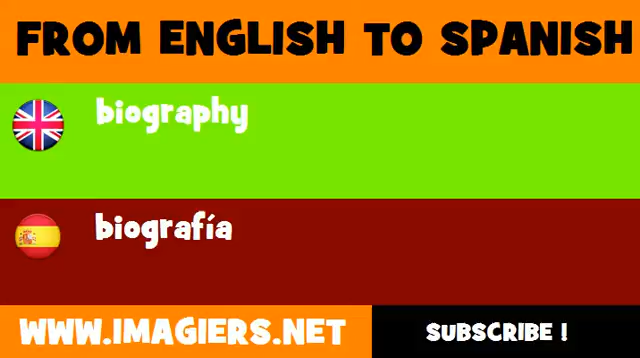 FROM ENGLISH TO SPANISH
biography
biografía
WWW.IMAGIERS.NET
SUBSCRIBE !